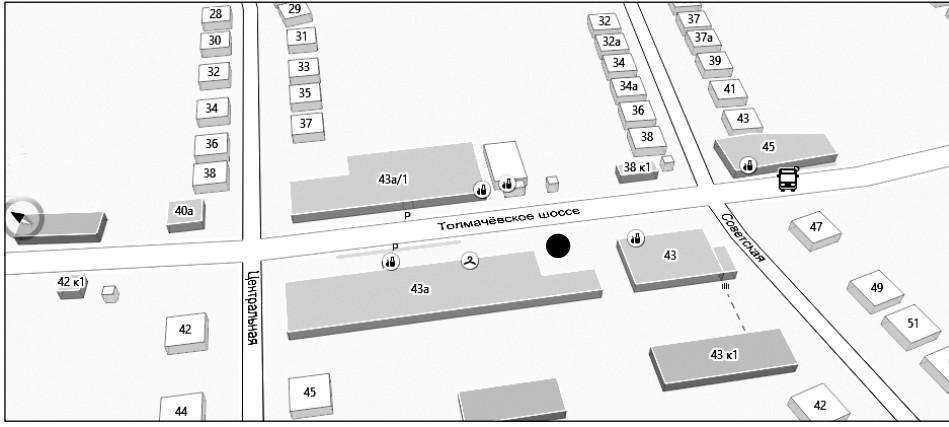 28
29
32
37
30
31
32а
37а
32
33
34
39
34
35
34а
41
36
37
36
43
38
38
38 к1
45
43а/1
40а
Р
Толмачёвское шоссе
Советская
47
Р
43
42 к1
43а
Центральная
49
42
51
43 к1
45
44
42